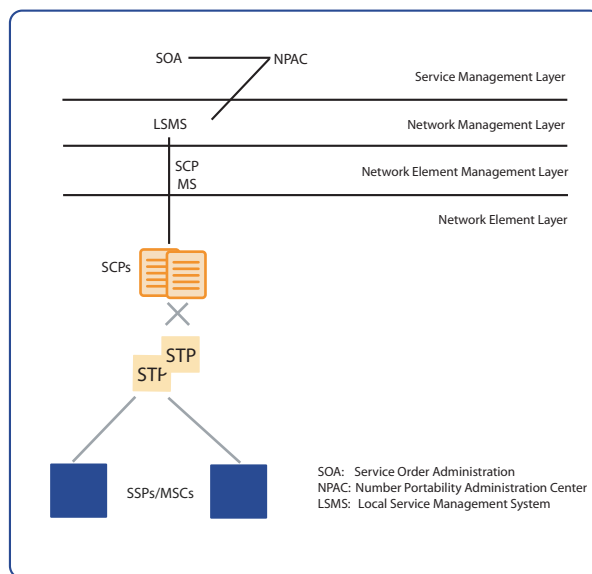 SOA
NPAC
Service Management Layer
LSMS
Network Management Layer
SCP
MS
Network Element Management Layer
Network Element Layer
SCPs
STP
STP
SSPs/MSCs
SOA: Service Order Administration
NPAC: Number Portability Administration Center
LSMS: Local Service Management System